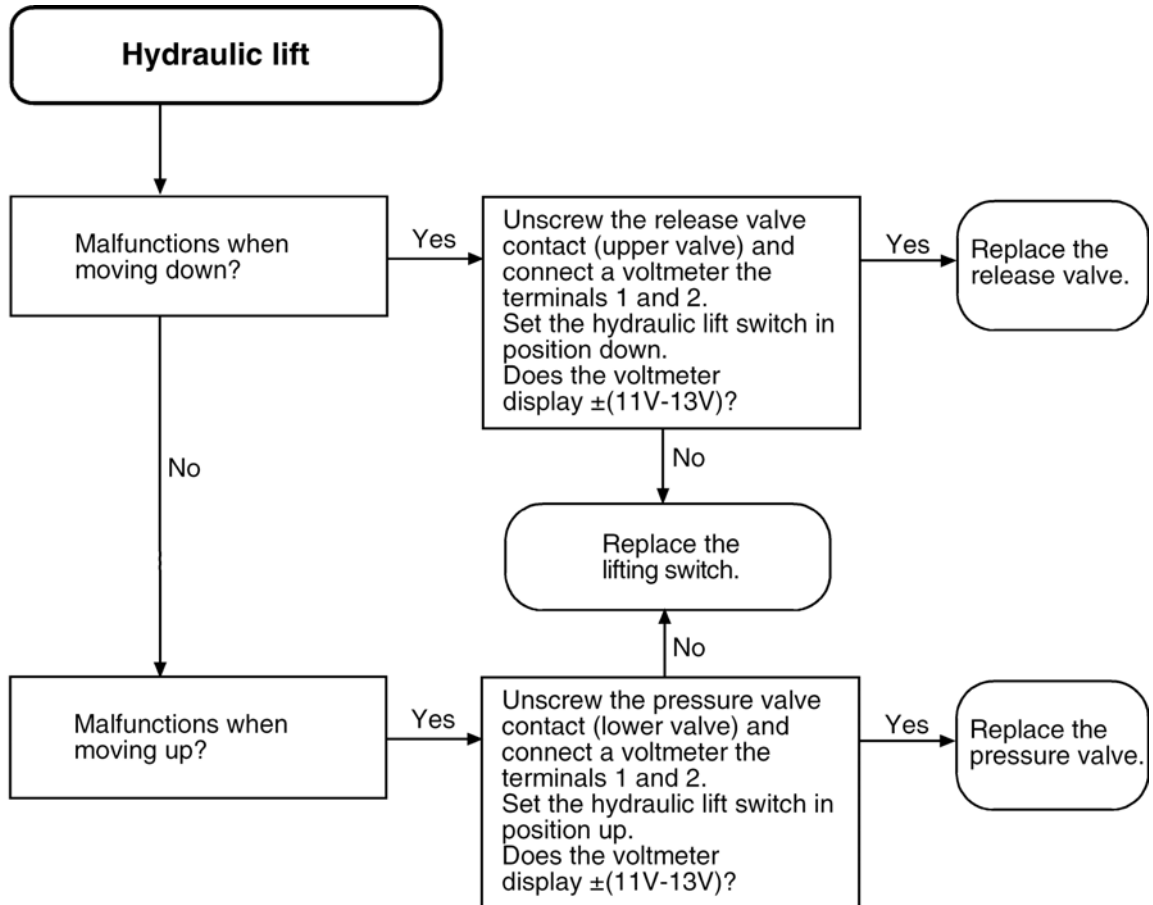 Hydraulic lift
Malfunctions when
moving down?
Yes
Unscrew the release valve
contact (upper valve) and
connect a voltmeter the
terminals 1 and 2.
Set the hydraulic lift switch in
position down.
Does the voltmeter
display ±(11V-13V)?
Yes
Replace the
release valve.
No
No
Replace the
lifting switch.
No
Malfunctions when
moving up?
Yes
Unscrew the pressure valve
contact (lower valve) and
connect a voltmeter the
terminals 1 and 2.
Set the hydraulic lift switch in
position up.
Does the voltmeter
display ±(11V-13V)?
Yes
Replace the
pressure valve.